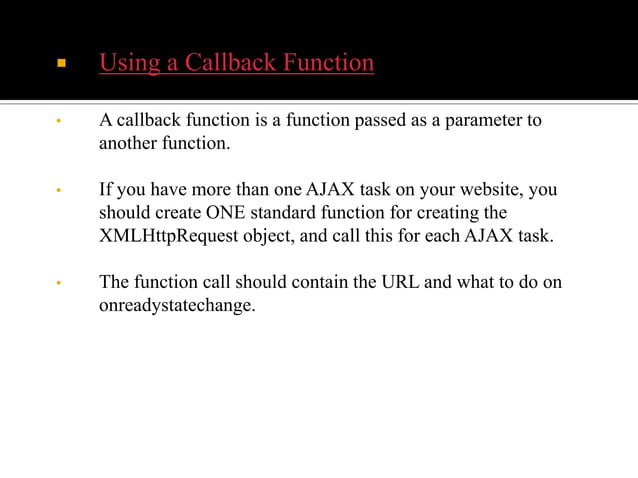 Using a Callback Function
• A callback function is a function passed as a parameter to
another function.
• If you have more than one AJAX task on your website, you
should create ONE standard function for creating the
XMLHttpRequest object, and call this for each AJAX task.
• The function call should contain the URL and what to do on
onreadystatechange.